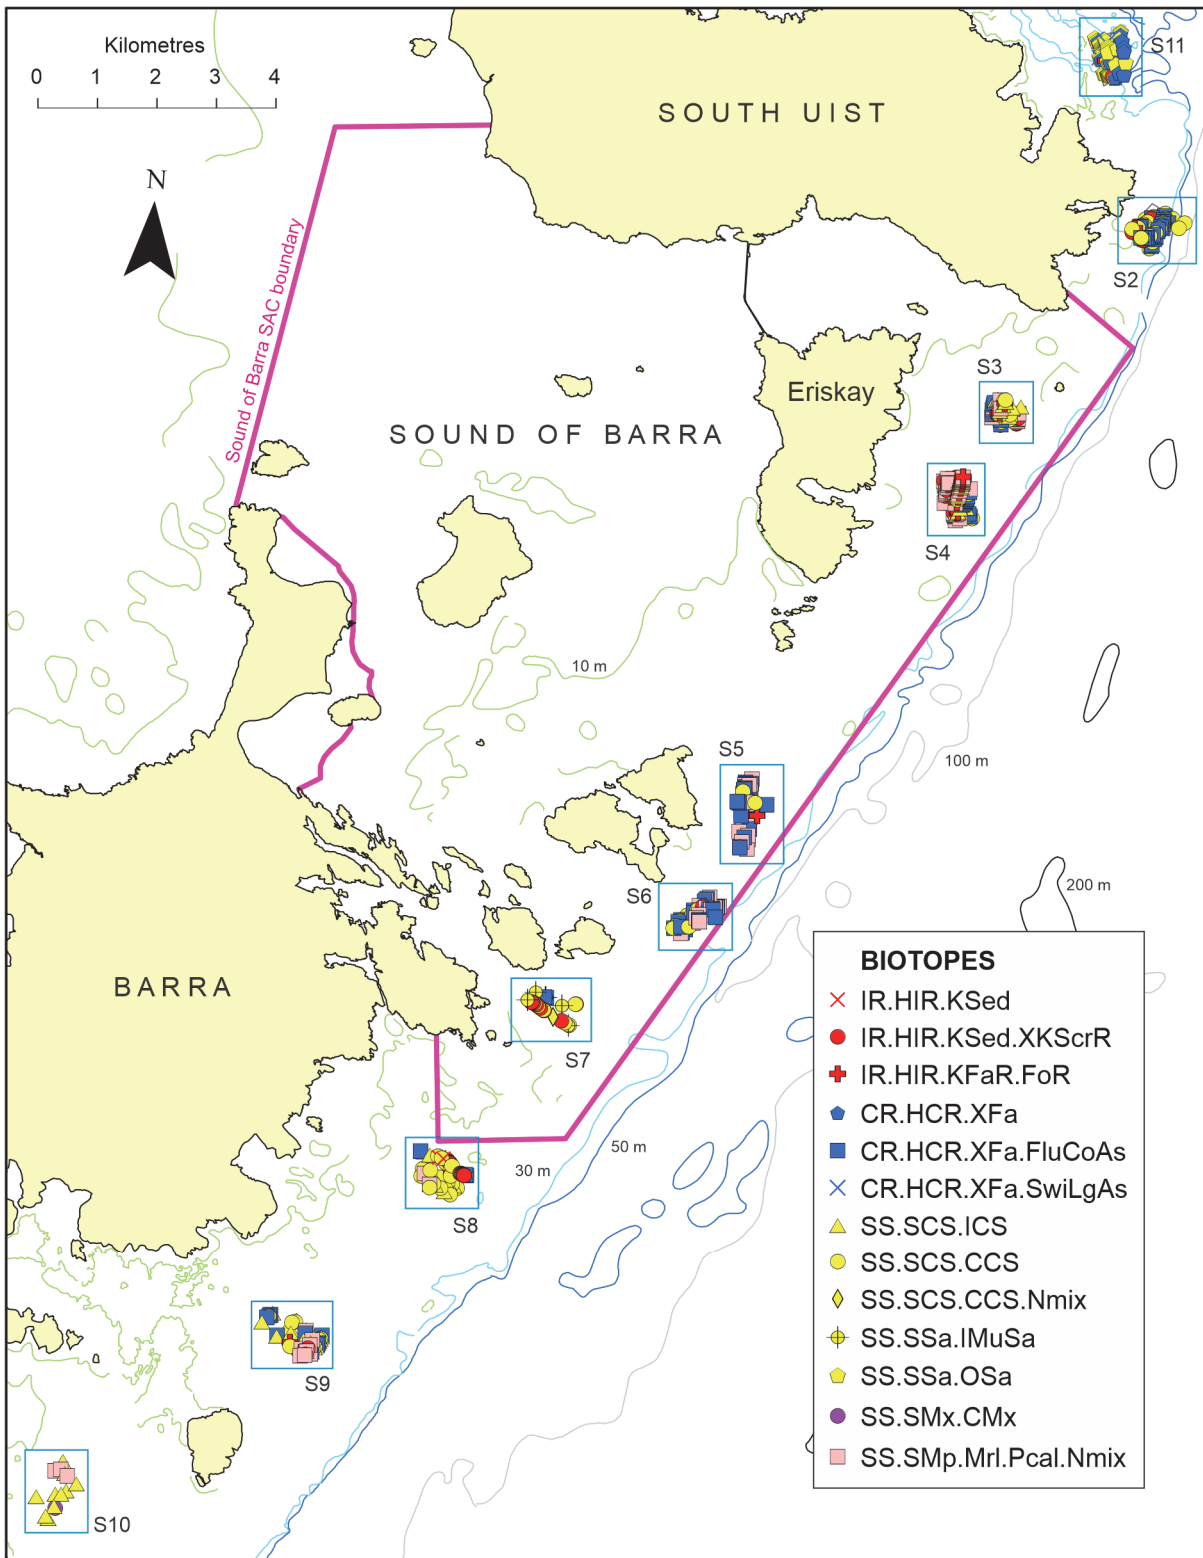 Kilometres
0 1 2 3 4
N
S11
SOUTH UIST
S2
Sound of Barra SAC boundary
S3
Eriskay
SOUND OF BARRA
S4
10 m
S5
100 m
S6
200 m
BARRA
S7
50 m
30 m
S8
S9
S10
BIOTOPES
IR.HIR.KSed
IR.HIR.KSed.XKScrR
IR.HIR.KFaR.FoR
CR.HCR.XFa
CR.HCR.XFa.FluCoAs
CR.HCR.XFa.SwiLgAs
SS.SCS.ICS
SS.SCS.CCS
SS.SCS.CCS.Nmix
SS.SSa.IMuSa
SS.SSa.OSa
SS.SMx.CMx
SS.SMp.Mrl.Pcal.Nmix